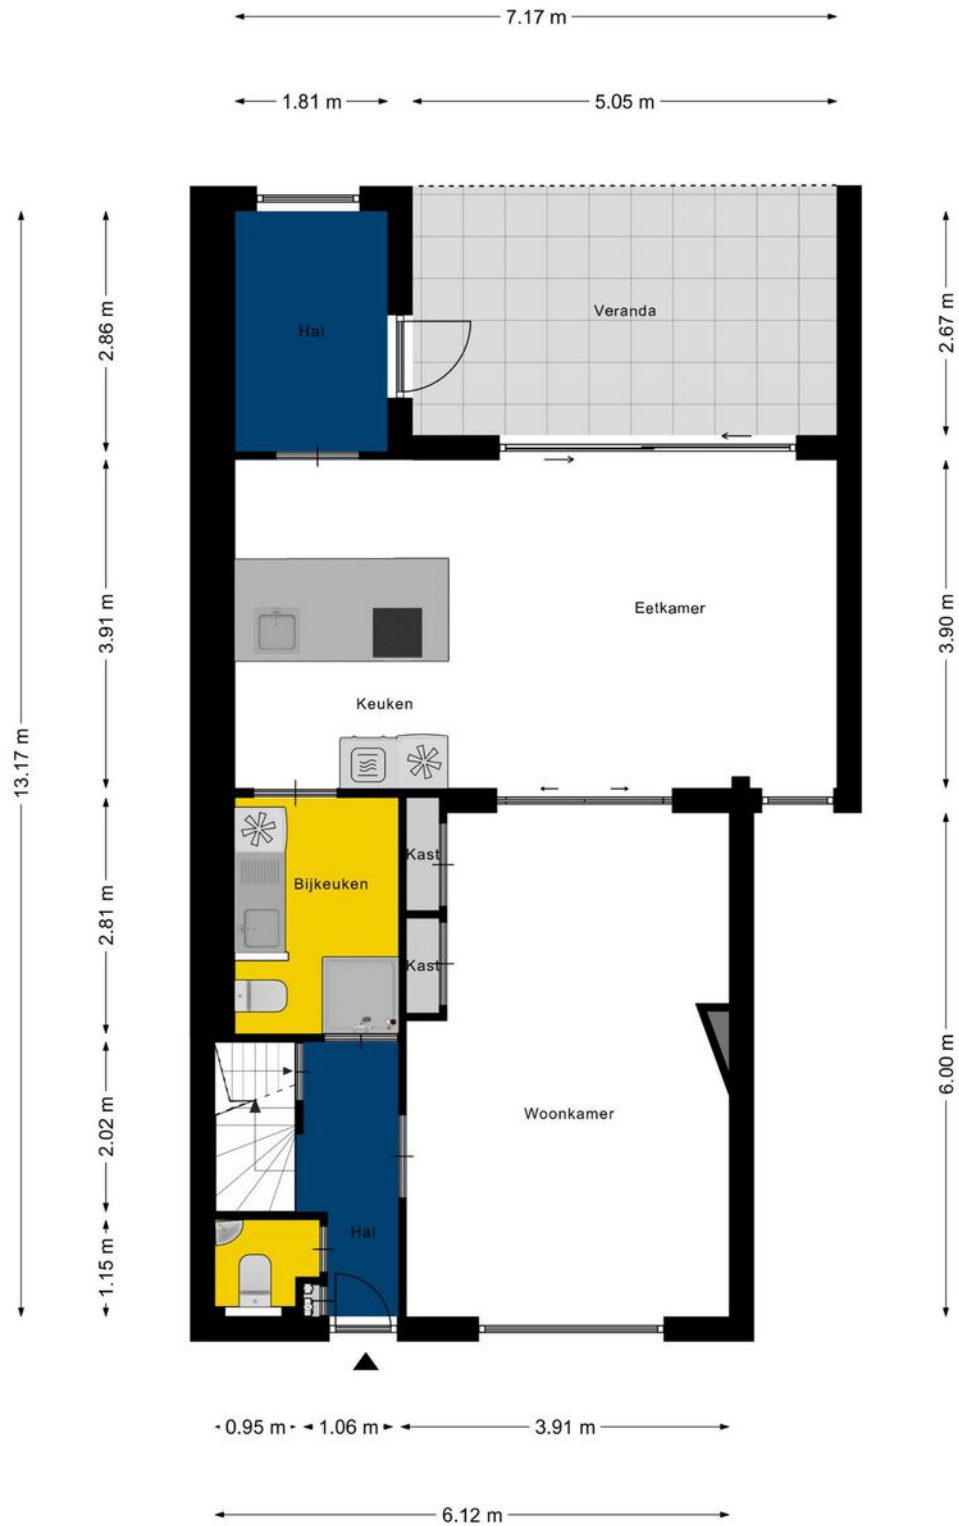 7.17 m
1.81 m
5.05 m
Hal
Veranda
2.86 m
2.67 m
Eetkamer
Keuken
3.91 m
3.90 m
13.17 m
Kast
Bijkeuken
Kast
2.81 m
6.00 m
Woonkamer
2.02 m
Hal
1.15 m
0.95 m
1.06 m
3.91 m
6.12 m